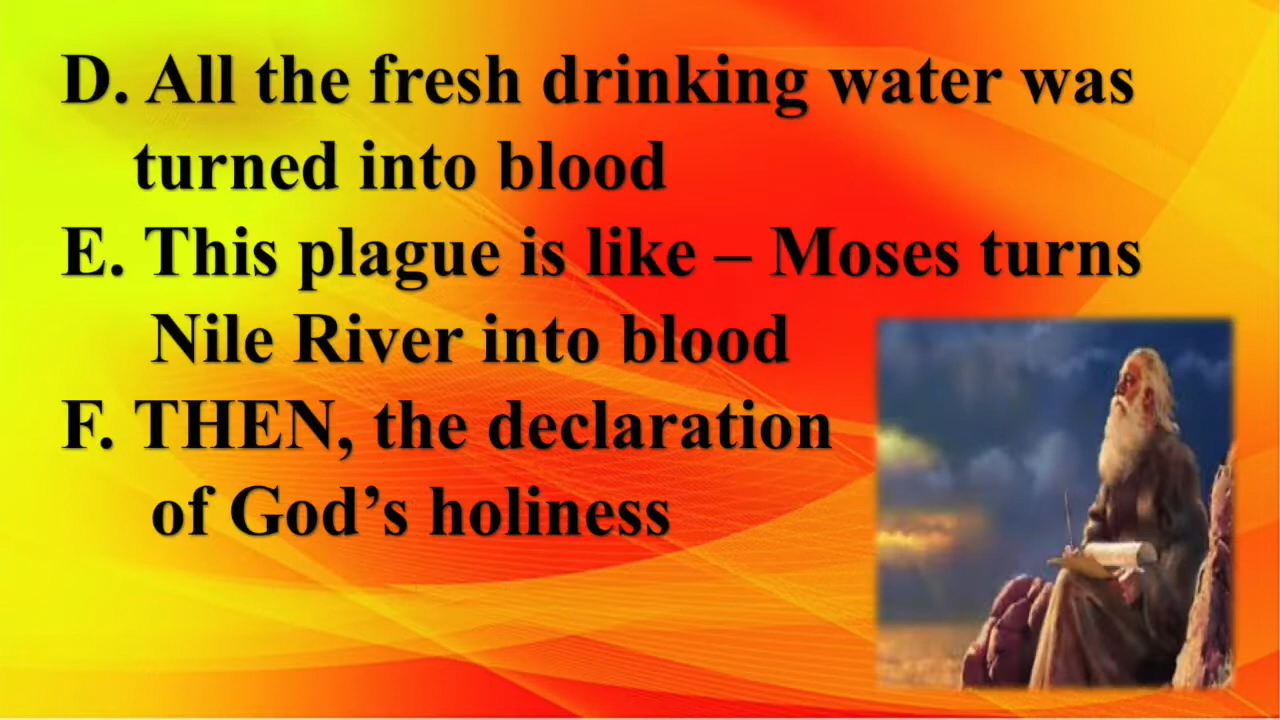 D. All the fresh drinking water was
turned into blood
E. This plague is like – Moses turns
Nile River into blood
F. THEN, the declaration
of God’s holiness